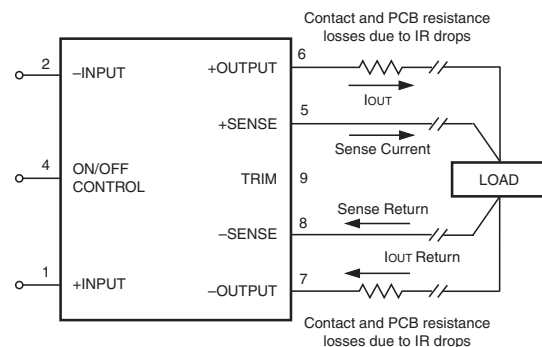 Contact and PCB resistance
losses due to IR drops
6
2
–INPUT
+OUTPUT
IOUT
5
+SENSE
Sense Current
4
ON/OFF
CONTROL
TRIM
9
LOAD
Sense Return
8
–SENSE
IOUT Return
1
+INPUT
7
–OUTPUT
Contact and PCB resistance
losses due to IR drops